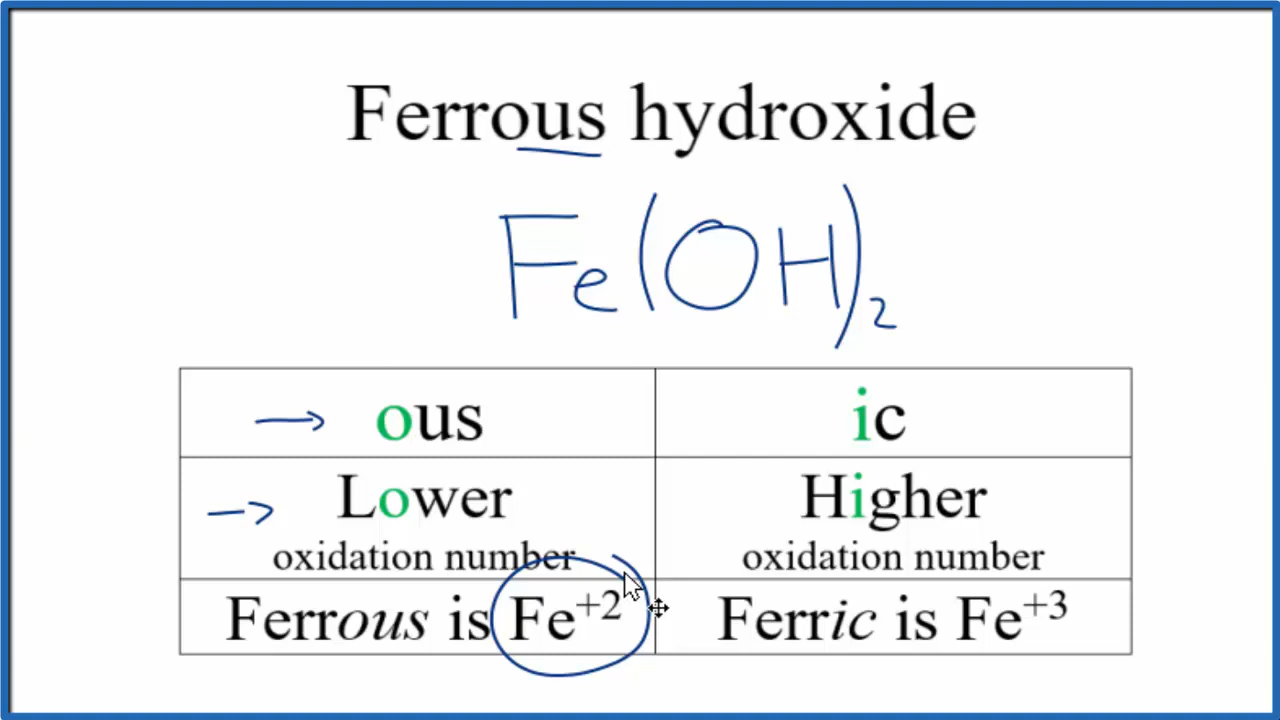 Ferrous hydroxide
Fe(OH)₂
→ ous ic
→ Lower Higher
oxidation number oxidation number
Ferrous is Fe⁺² Ferric is Fe⁺³